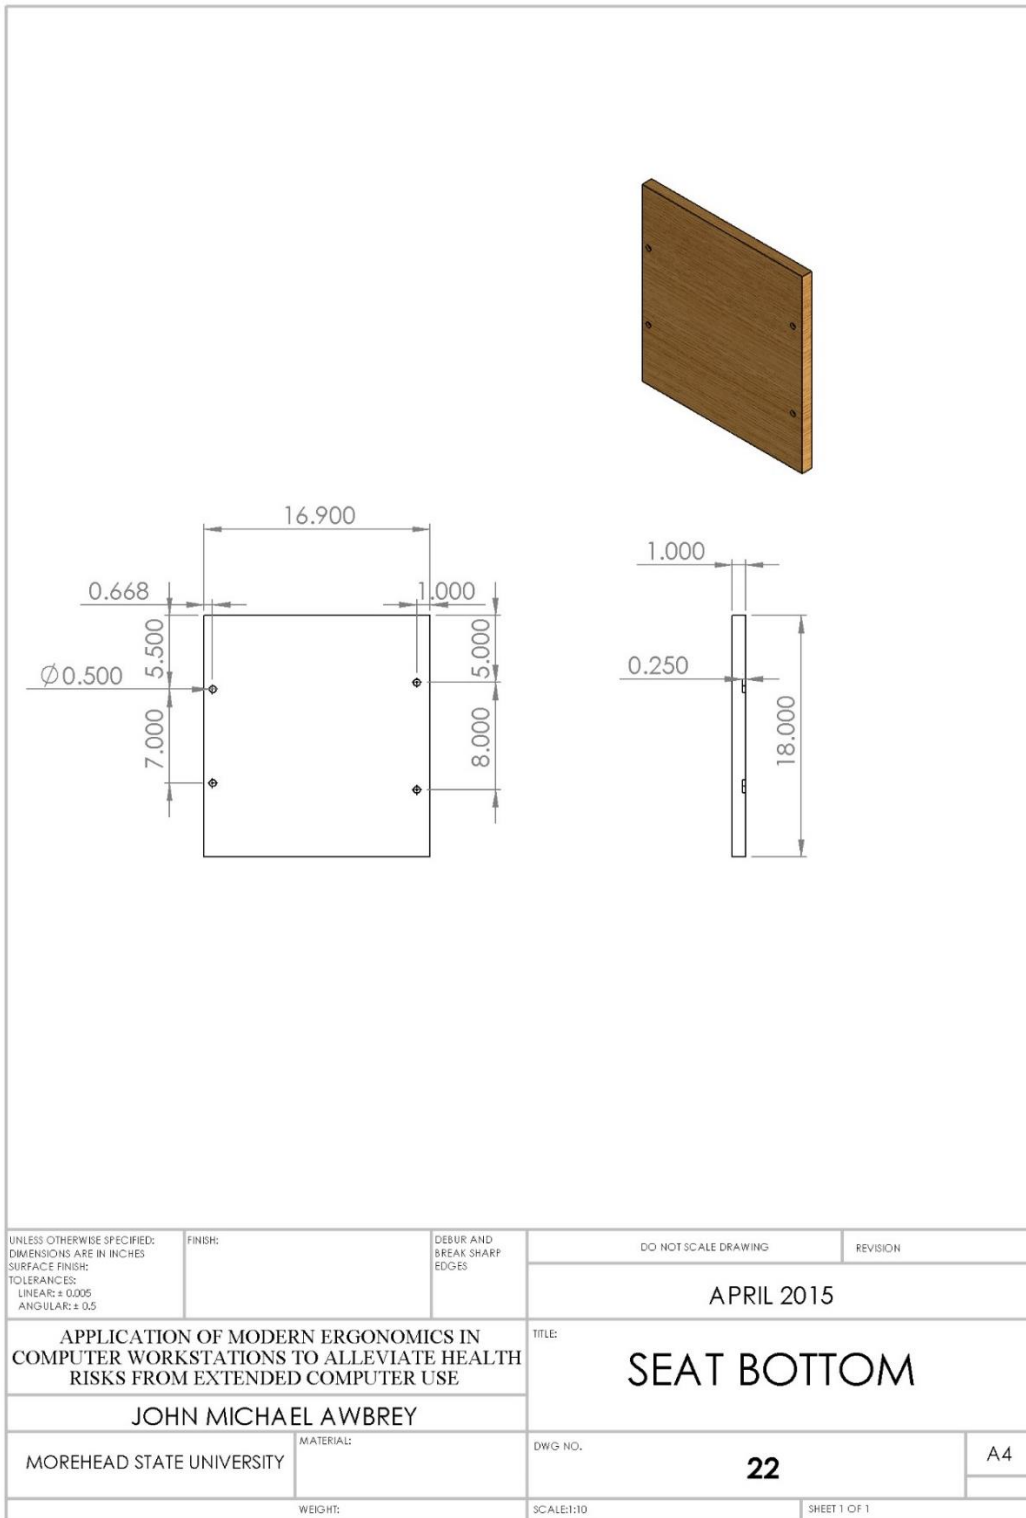 16.900
0.668
1.000
5.500
5.000
Ø0.500
7.000
8.000
1.000
0.250
18.000
UNLESS OTHERWISE SPECIFIED:
DIMENSIONS ARE IN INCHES
SURFACE FINISH:
TOLERANCES:
LINEAR: ± 0.005
ANGULAR: ± 0.5
FINISH:
DEBUR AND
BREAK SHARP
EDGES
DO NOT SCALE DRAWING
REVISION
APRIL 2015
APPLICATION OF MODERN ERGONOMICS IN
COMPUTER WORKSTATIONS TO ALLEVIATE HEALTH
RISKS FROM EXTENDED COMPUTER USE
JOHN MICHAEL AWBREY
TITLE:
SEAT BOTTOM
MOREHEAD STATE UNIVERSITY
MATERIAL:
DWG NO.
22
A4
WEIGHT:
SCALE:1:10
SHEET 1 OF 1